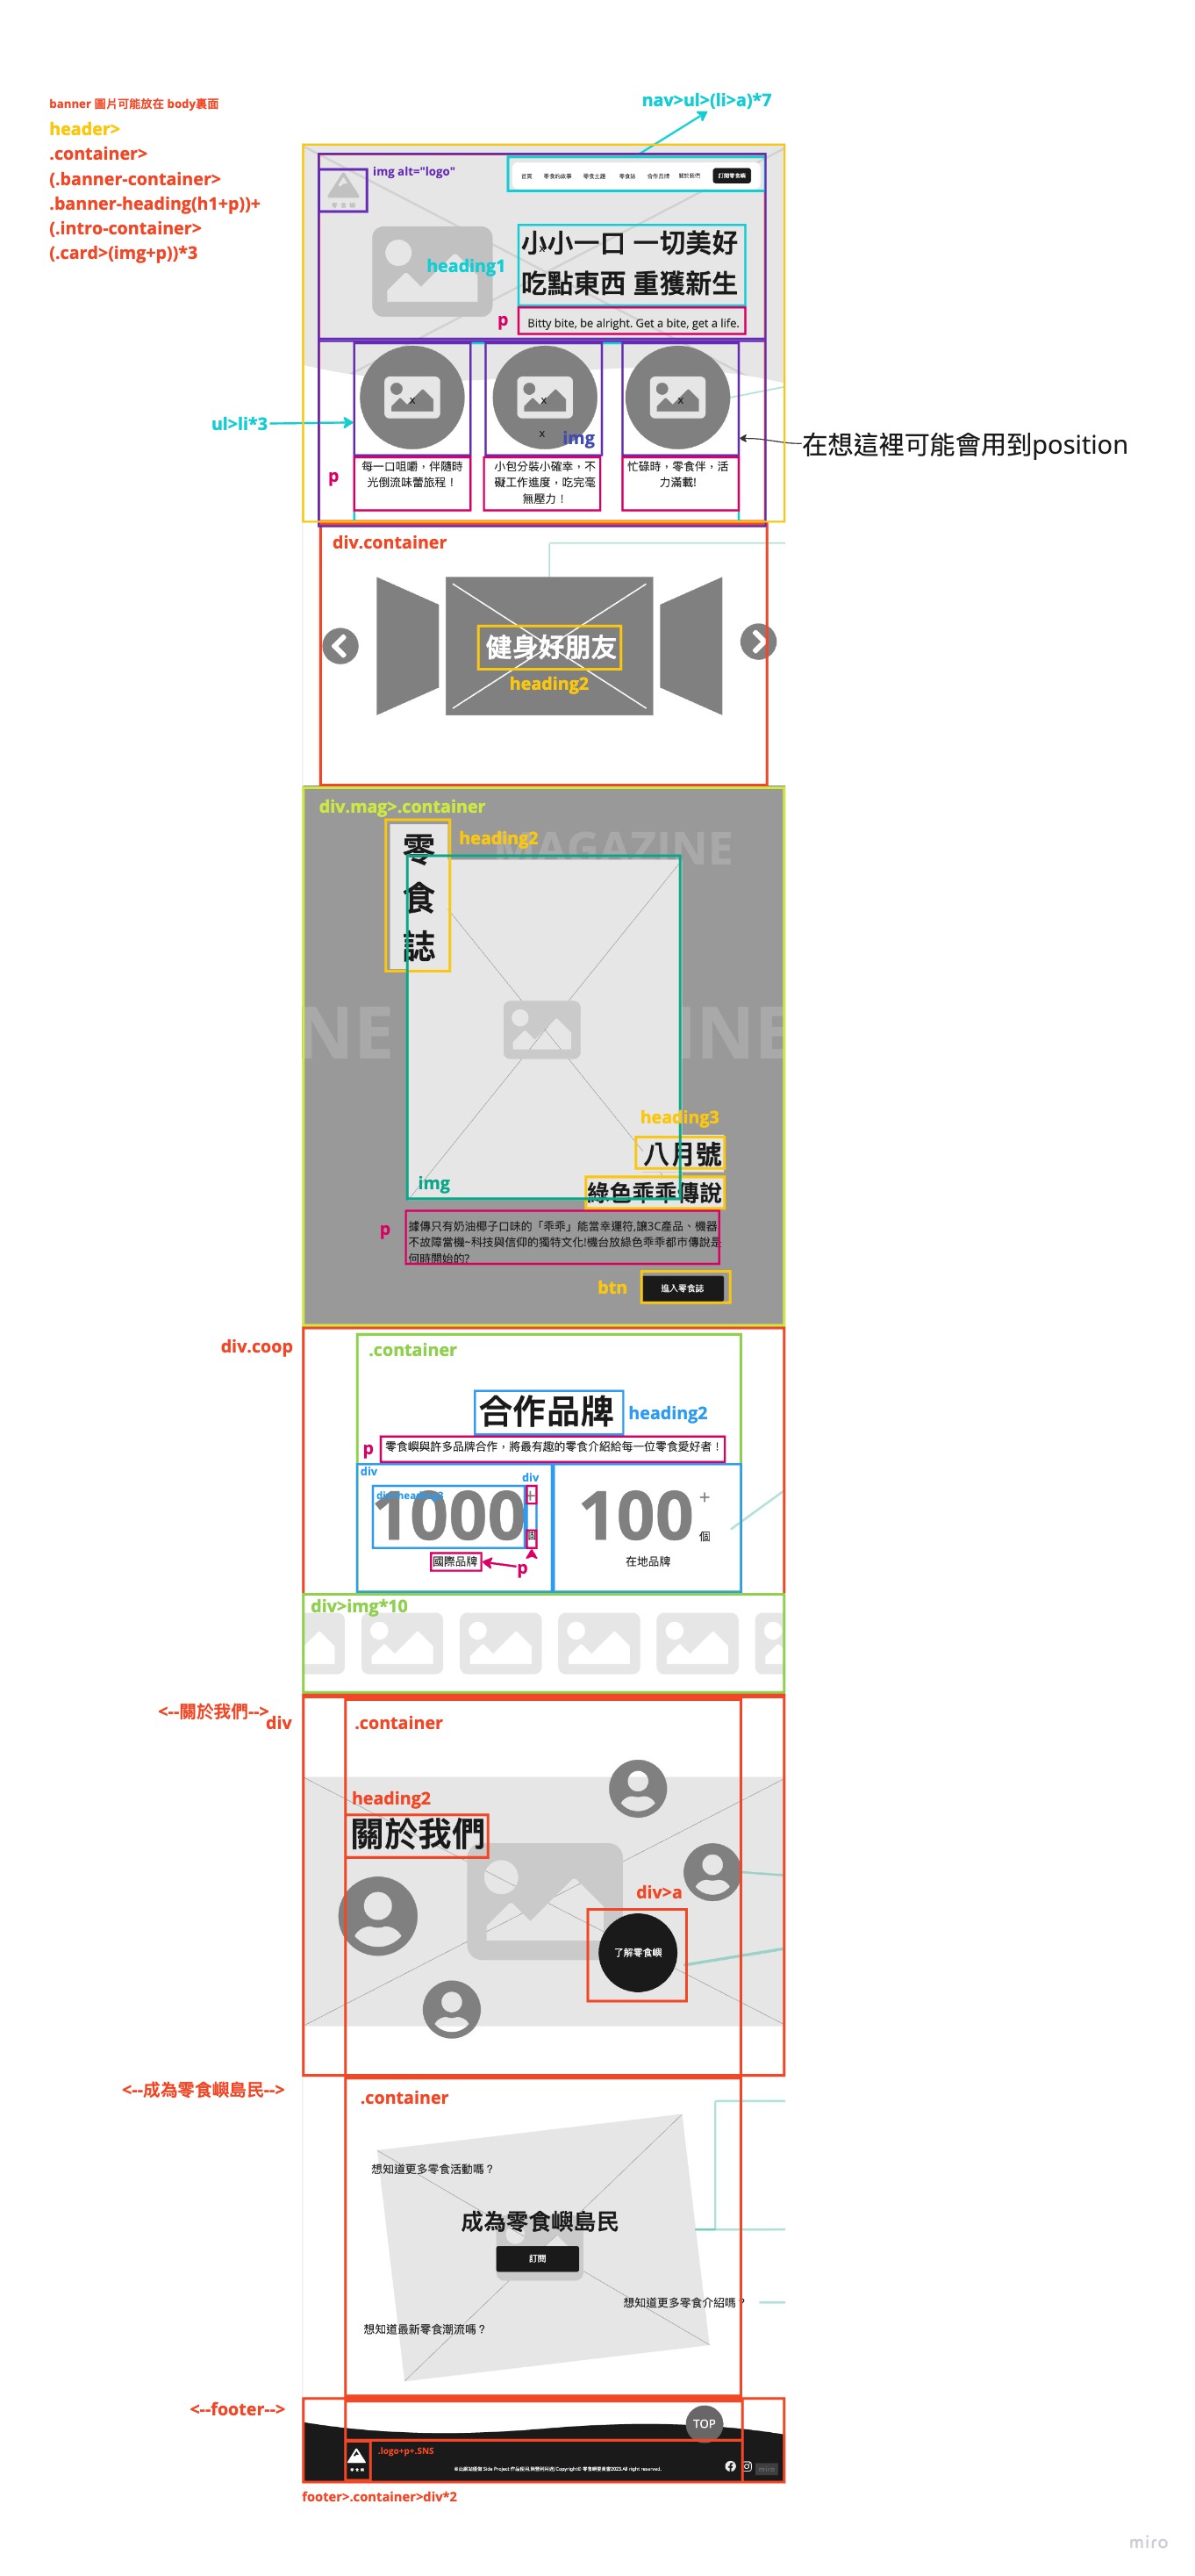 banner 圖片可能放在 body裏面
header>
.container>
(.banner-container>
.banner-heading(h1+p))+
(.intro-container>
(.card>(img+p))*3
nav>ul>(li>a)*7
img alt="logo"
零食嶼
首頁 零食的故事 零食主題 零食誌 合作品牌 關於我們 訂閱零食嶼
heading1
小小一口 一切美好
吃點東西 重獲新生
p
Bitty bite, be alright. Get a bite, get a life.
x
x
x
x
x
img
ul>li*3
在想這裡可能會用到position
p
每一口咀嚼，伴隨時
光倒流味蕾旅程！
小包分裝小確幸，不
礙工作進度，吃完毫
無壓力！
忙碌時，零食伴，活
力滿載!
div.container
健身好朋友
heading2
div.mag>.container
heading2
MAGAZINE
零
食
誌
NE
INE
heading3
八月號
img
綠色乖乖傳說
p
據傳只有奶油椰子口味的「乖乖」能當幸運符,讓3C產品、機器
不故障當機~科技與信仰的獨特文化!機台放綠色乖乖都市傳說是
何時開始的?
btn
進入零食誌
div.coop
.container
合作品牌
heading2
p
零食嶼與許多品牌合作，將最有趣的零食介紹給每一位零食愛好者！
div
div
1000
+
個
國際品牌
p
100
+
個
在地品牌
div>img*10
<--關於我們-->
div
.container
heading2
關於我們
div>a
了解零食嶼
<--成為零食嶼島民-->
.container
想知道更多零食活動嗎？
成為零食嶼島民
訂閱
想知道更多零食介紹嗎？
想知道最新零食潮流嗎？
<--footer-->
TOP
.logo+p+.SNS
miro
footer>.container>div*2
miro